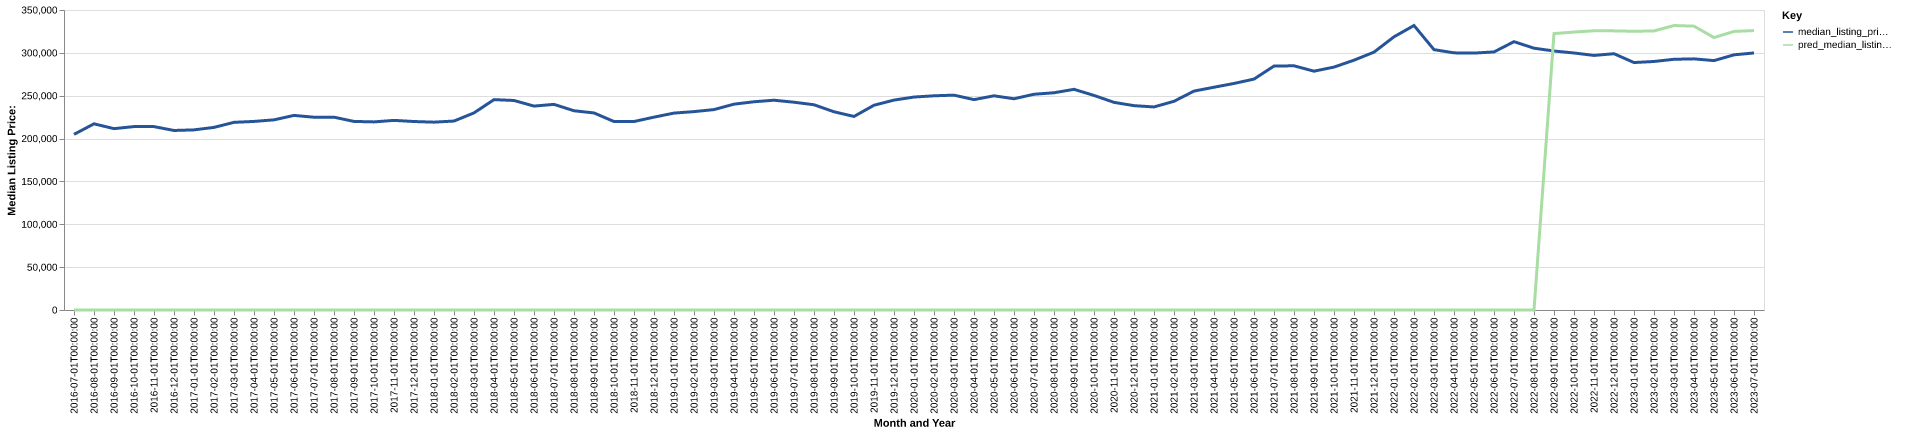 350,000
300,000
250,000
200,000
150,000
100,000
50,000
0
Median Listing Price:
2016-07-01T00:00:00
2016-08-01T00:00:00
2016-09-01T00:00:00
2016-10-01T00:00:00
2016-11-01T00:00:00
2016-12-01T00:00:00
2017-01-01T00:00:00
2017-02-01T00:00:00
2017-03-01T00:00:00
2017-04-01T00:00:00
2017-05-01T00:00:00
2017-06-01T00:00:00
2017-07-01T00:00:00
2017-08-01T00:00:00
2017-09-01T00:00:00
2017-10-01T00:00:00
2017-11-01T00:00:00
2017-12-01T00:00:00
2018-01-01T00:00:00
2018-02-01T00:00:00
2018-03-01T00:00:00
2018-04-01T00:00:00
2018-05-01T00:00:00
2018-06-01T00:00:00
2018-07-01T00:00:00
2018-08-01T00:00:00
2018-09-01T00:00:00
2018-10-01T00:00:00
2018-11-01T00:00:00
2018-12-01T00:00:00
2019-01-01T00:00:00
2019-02-01T00:00:00
2019-03-01T00:00:00
2019-04-01T00:00:00
2019-05-01T00:00:00
2019-06-01T00:00:00
2019-07-01T00:00:00
2019-08-01T00:00:00
2019-09-01T00:00:00
2019-10-01T00:00:00
2019-11-01T00:00:00
2019-12-01T00:00:00
2020-01-01T00:00:00
2020-02-01T00:00:00
2020-03-01T00:00:00
2020-04-01T00:00:00
2020-05-01T00:00:00
2020-06-01T00:00:00
2020-07-01T00:00:00
2020-08-01T00:00:00
2020-09-01T00:00:00
2020-10-01T00:00:00
2020-11-01T00:00:00
2020-12-01T00:00:00
2021-01-01T00:00:00
2021-02-01T00:00:00
2021-03-01T00:00:00
2021-04-01T00:00:00
2021-05-01T00:00:00
2021-06-01T00:00:00
2021-07-01T00:00:00
2021-08-01T00:00:00
2021-09-01T00:00:00
2021-10-01T00:00:00
2021-11-01T00:00:00
2021-12-01T00:00:00
2022-01-01T00:00:00
2022-02-01T00:00:00
2022-03-01T00:00:00
2022-04-01T00:00:00
2022-05-01T00:00:00
2022-06-01T00:00:00
2022-07-01T00:00:00
2022-08-01T00:00:00
2022-09-01T00:00:00
2022-10-01T00:00:00
2022-11-01T00:00:00
2022-12-01T00:00:00
2023-01-01T00:00:00
2023-02-01T00:00:00
2023-03-01T00:00:00
2023-04-01T00:00:00
2023-05-01T00:00:00
2023-06-01T00:00:00
2023-07-01T00:00:00
Month and Year
Key
median_listing_pri…
pred_median_listin…